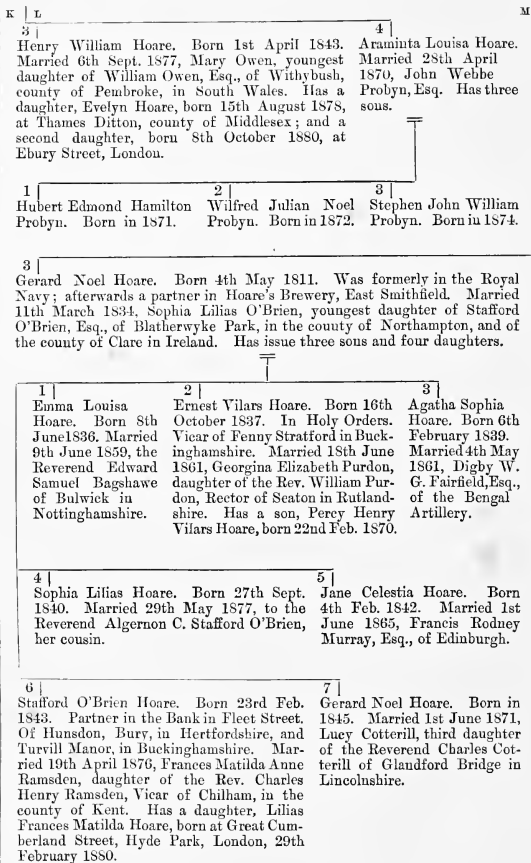 K | L
M
3
Henry William Hoare. Born 1st April 1843.
Married 6th Sept. 1877, Mary Owen, youngest
daughter of William Owen, Esq., of Withybush,
county of Pembroke, in South Wales. Has a
daughter, Evelyn Hoare, born 15th August 1878,
at Thames Ditton, county of Middlesex; and a
second daughter, born 8th October 1880, at
Ebury Street, London.
4
Araminta Louisa Hoare.
Married 28th April
1870, John Webbe
Probyn, Esq. Has three
sons.
1
Hubert Edmond Hamilton
Probyn. Born in 1871.
2
Wilfred Julian Noel
Probyn. Born in 1872.
3
Stephen John William
Probyn. Born in 1874.
3
Gerard Noel Hoare. Born 4th May 1811. Was formerly in the Royal
Navy; afterwards a partner in Hoare's Brewery, East Smithfield. Married
11th March 1834, Sophia Lilias O'Brien, youngest daughter of Stafford
O'Brien, Esq., of Blatherwyke Park, in the county of Northampton, and of
the county of Clare in Ireland. Has issue three sons and four daughters.
1
Emma Louisa
Hoare. Born 8th
June 1836. Married
9th June 1859, the
Reverend Edward
Samuel Bagshawe
of Bulwick in
Nottinghamshire.
2
Ernest Vilars Hoare. Born 16th
October 1837. In Holy Orders.
Vicar of Fenny Stratford in Buck-
inghamshire. Married 18th June
1861, Georgina Elizabeth Purdon,
daughter of the Rev. William Pur-
don, Rector of Seaton in Rutland-
shire. Has a son, Percy Henry
Vilars Hoare, born 22nd Feb. 1870.
3
Agatha Sophia
Hoare. Born 6th
February 1839.
Married 4th May
1861, Digby W.
G. Fairfield, Esq.,
of the Bengal
Artillery.
4
Sophia Lilias Hoare. Born 27th Sept.
1840. Married 29th May 1877, to the
Reverend Algernon C. Stafford O'Brien,
her cousin.
5
Jane Celestia Hoare. Born
4th Feb. 1842. Married 1st
June 1865, Francis Rodney
Murray, Esq., of Edinburgh.
6
Stafford O'Brien Hoare. Born 23rd Feb.
1843. Partner in the Bank in Fleet Street.
Of Hunsdon, Bury, in Hertfordshire, and
Turvill Manor, in Buckinghamshire. Mar-
ried 19th April 1876, Frances Matilda Anne
Ramsden, daughter of the Rev. Charles
Henry Ramsden, Vicar of Chilham, in the
county of Kent. Has a daughter, Lilias
Frances Matilda Hoare, born at Great Cum-
berland Street, Hyde Park, London, 29th
February 1880.
7
Gerard Noel Hoare. Born in
1845. Married 1st June 1871,
Lucy Cotterill, third daughter
of the Reverend Charles Cot-
terill of Glandford Bridge in
Lincolnshire.